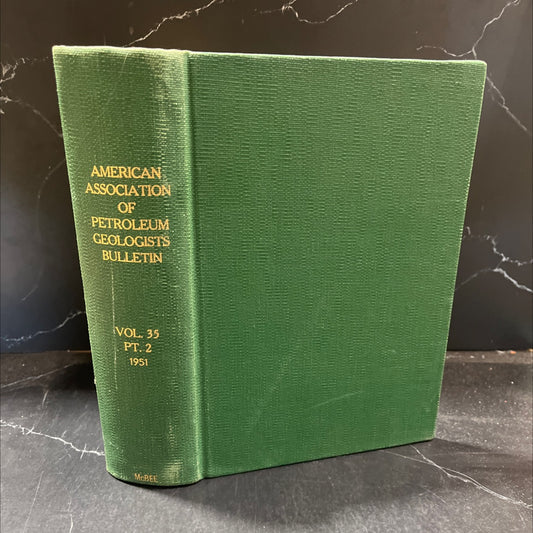 AMERICAN
ASSOCIATION
OF
PETROLEUM
GEOLOGISTS
BULLETIN
VOL. 35
PT. 2
1951
McBEE